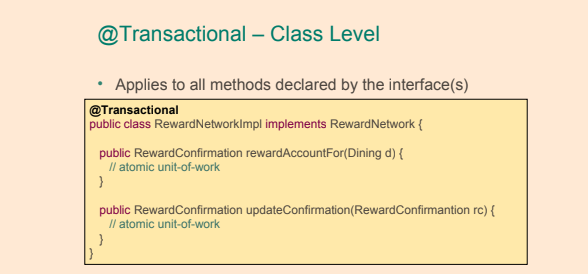 @Transactional – Class Level
• Applies to all methods declared by the interface(s)
@Transactional
public class RewardNetworkImpl implements RewardNetwork {
public RewardConfirmation rewardAccountFor(Dining d) {
// atomic unit-of-work
}
public RewardConfirmation updateConfirmation(RewardConfirmantion rc) {
// atomic unit-of-work
}
}